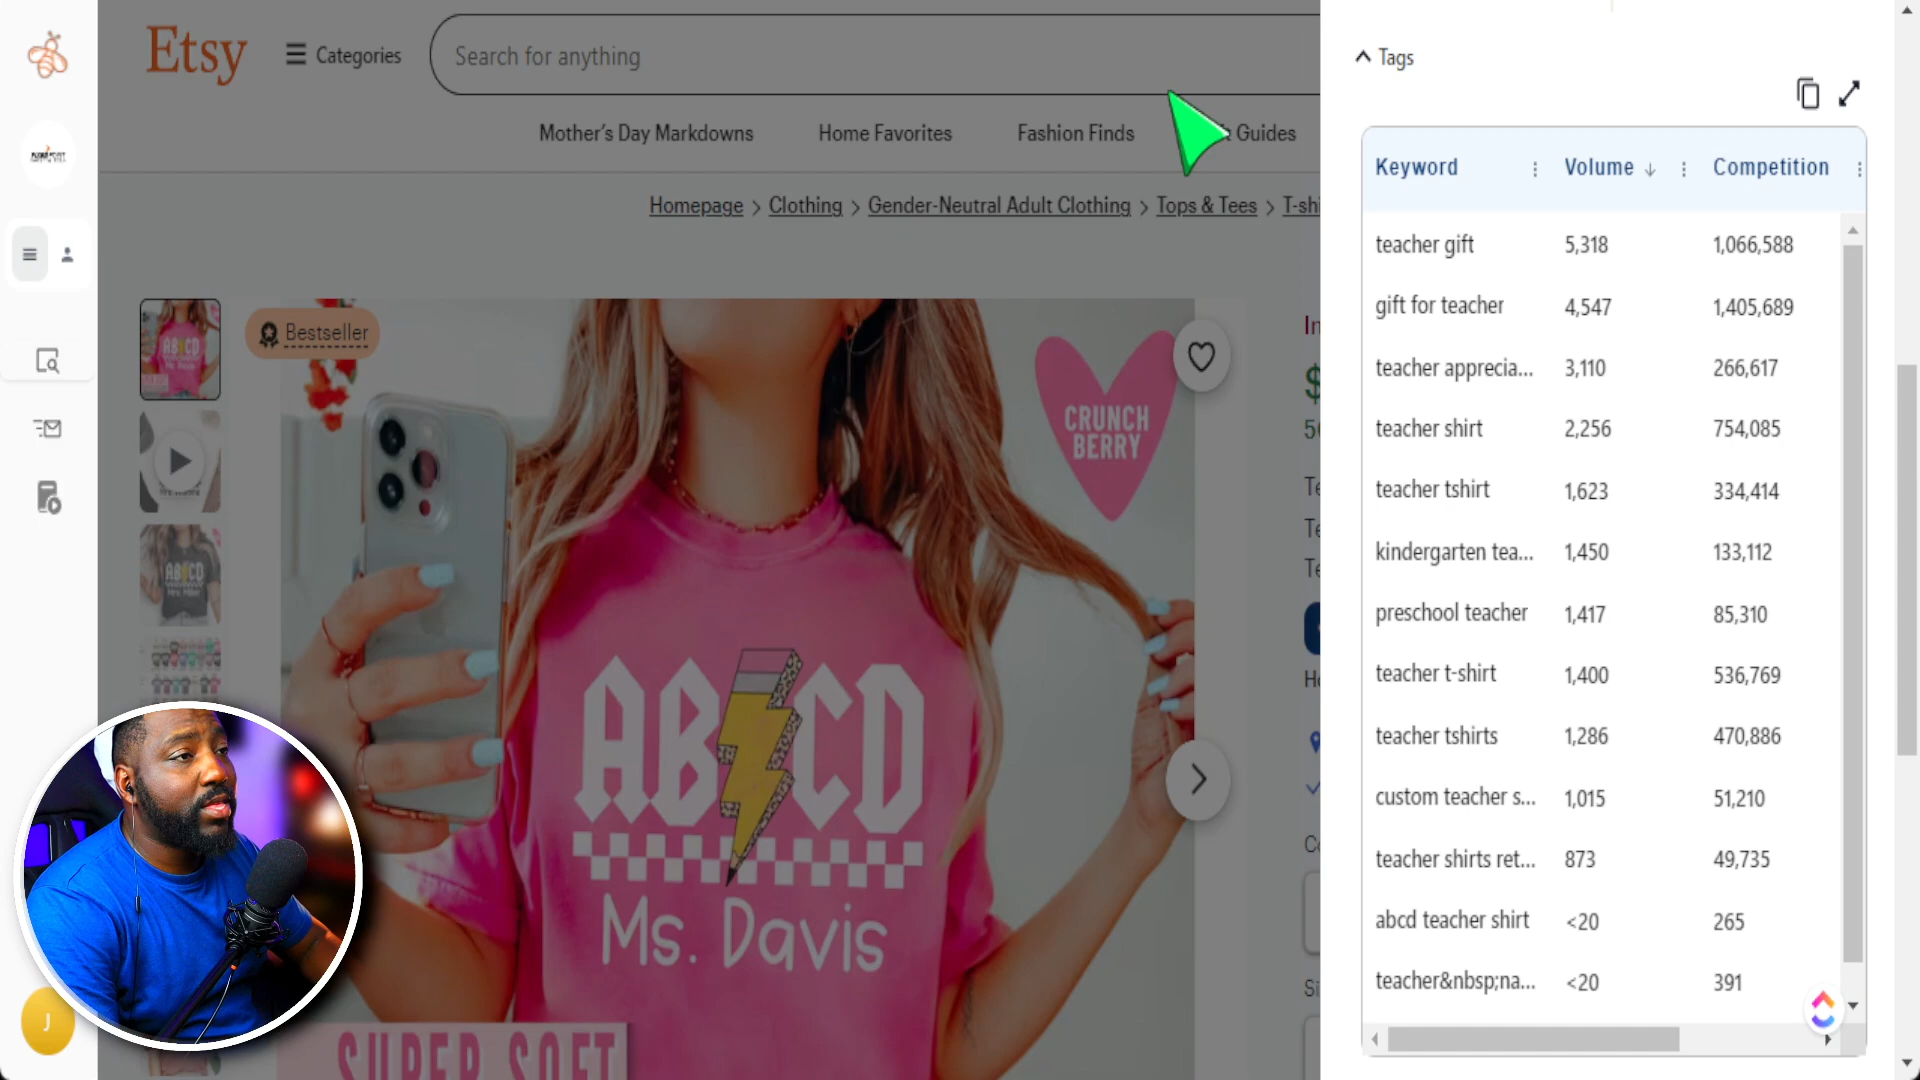 Etsy
Categories
Search for anything
Mother's Day Markdowns
Home Favorites
Fashion Finds
Guides
Homepage > Clothing > Gender-Neutral Adult Clothing > Tops & Tees > T-shi
Bestseller
CRUNCH
BERRY
ABCD
Ms. Davis
SUPER SOFT
J
Tags
Keyword Volume Competition
teacher gift 5,318 1,066,588
gift for teacher 4,547 1,405,689
teacher apprecia... 3,110 266,617
teacher shirt 2,256 754,085
teacher tshirt 1,623 334,414
kindergarten tea... 1,450 133,112
preschool teacher 1,417 85,310
teacher t-shirt 1,400 536,769
teacher tshirts 1,286 470,886
custom teacher s... 1,015 51,210
teacher shirts ret... 873 49,735
abcd teacher shirt <20 265
teacher&nbsp;na... <20 391